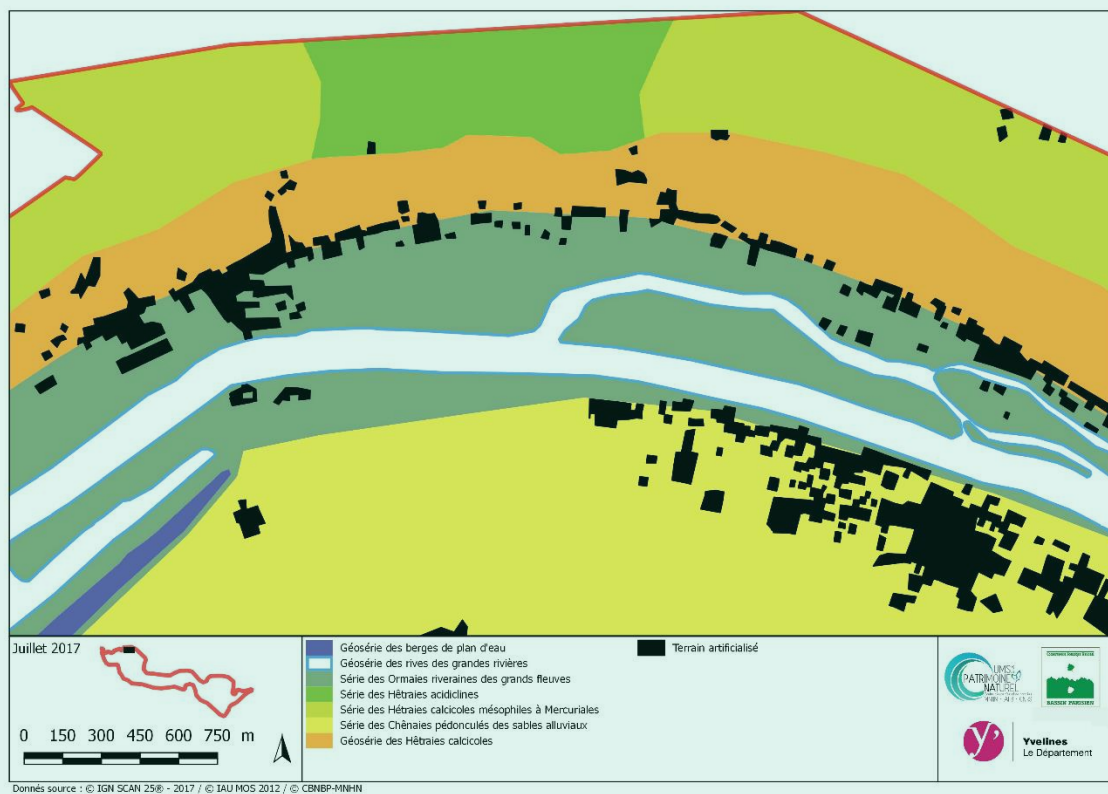 Juillet 2017
0 150 300 450 600 750 m
Géosérie des berges de plan d'eau
Géosérie des rives des grandes rivières
Série des Ormaies riveraines des grands fleuves
Série des Hêtraies acidiclines
Série des Hétraies calcicoles mésophiles à Mercuriales
Série des Chênaies pédonculés des sables alluviaux
Géosérie des Hêtraies calcicoles
Terrain artificialisé
UMS
PATRIMOINE
NATUREL
BASSIN PARISIEN
y'
Yvelines
Le Département
Donnés source : © IGN SCAN 25® - 2017 / © IAU MOS 2012 / © CBNBP-MNHN